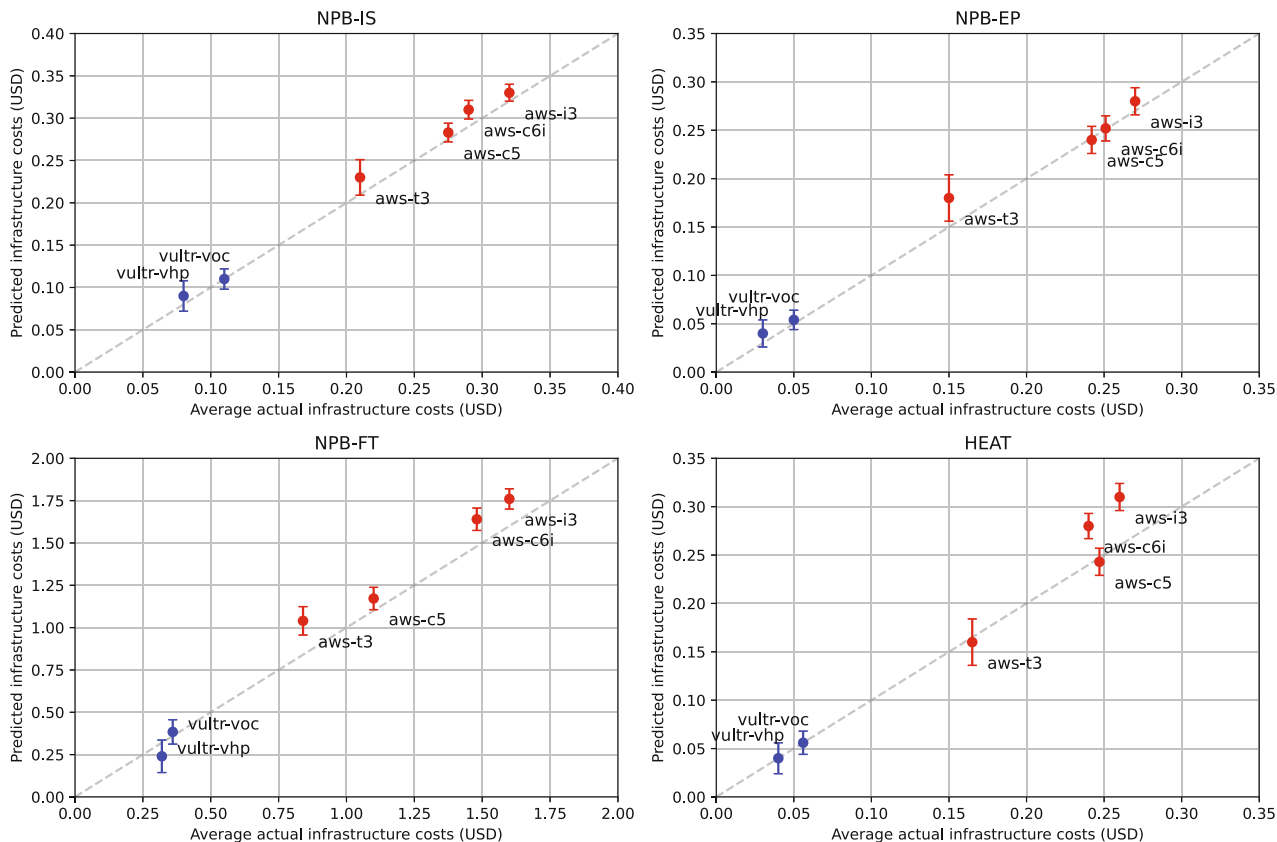 NPB-IS
0.40
0.35
0.30
0.25
0.20
0.15
0.10
0.05
0.00
Predicted infrastructure costs (USD)
aws-i3
aws-c6i
aws-c5
aws-t3
vultr-voc
vultr-vhp
0.00 0.05 0.10 0.20 0.25 0.30 0.35 0.40
Average actual infrastructure costs (USD)
NPB-EP
0.35
0.30
0.25
0.20
0.15
0.10
0.05
0.00
Predicted infrastructure costs (USD)
aws-i3
aws-c6i
aws-c5
aws-t3
vultr-voc
vultr-vhp
0.00 0.05 0.10 0.15 0.20 0.25 0.30 0.35
Average actual infrastructure costs (USD)
NPB-FT
2.00
1.75
1.50
1.25
1.00
0.75
0.50
0.25
0.00
Predicted infrastructure costs (USD)
aws-i3
aws-c6i
aws-c5
aws-t3
vultr-voc
vultr-vhp
0.00 0.25 0.50 0.75 1.00 1.25 1.50 1.75 2.00
Average actual infrastructure costs (USD)
HEAT
0.35
0.30
0.25
0.20
0.15
0.10
0.05
0.00
Predicted infrastructure costs (USD)
aws-i3
aws-c6i
aws-c5
aws-t3
vultr-voc
vultr-vhp
0.00 0.05 0.10 0.15 0.20 0.25 0.30 0.35
Average actual infrastructure costs (USD)